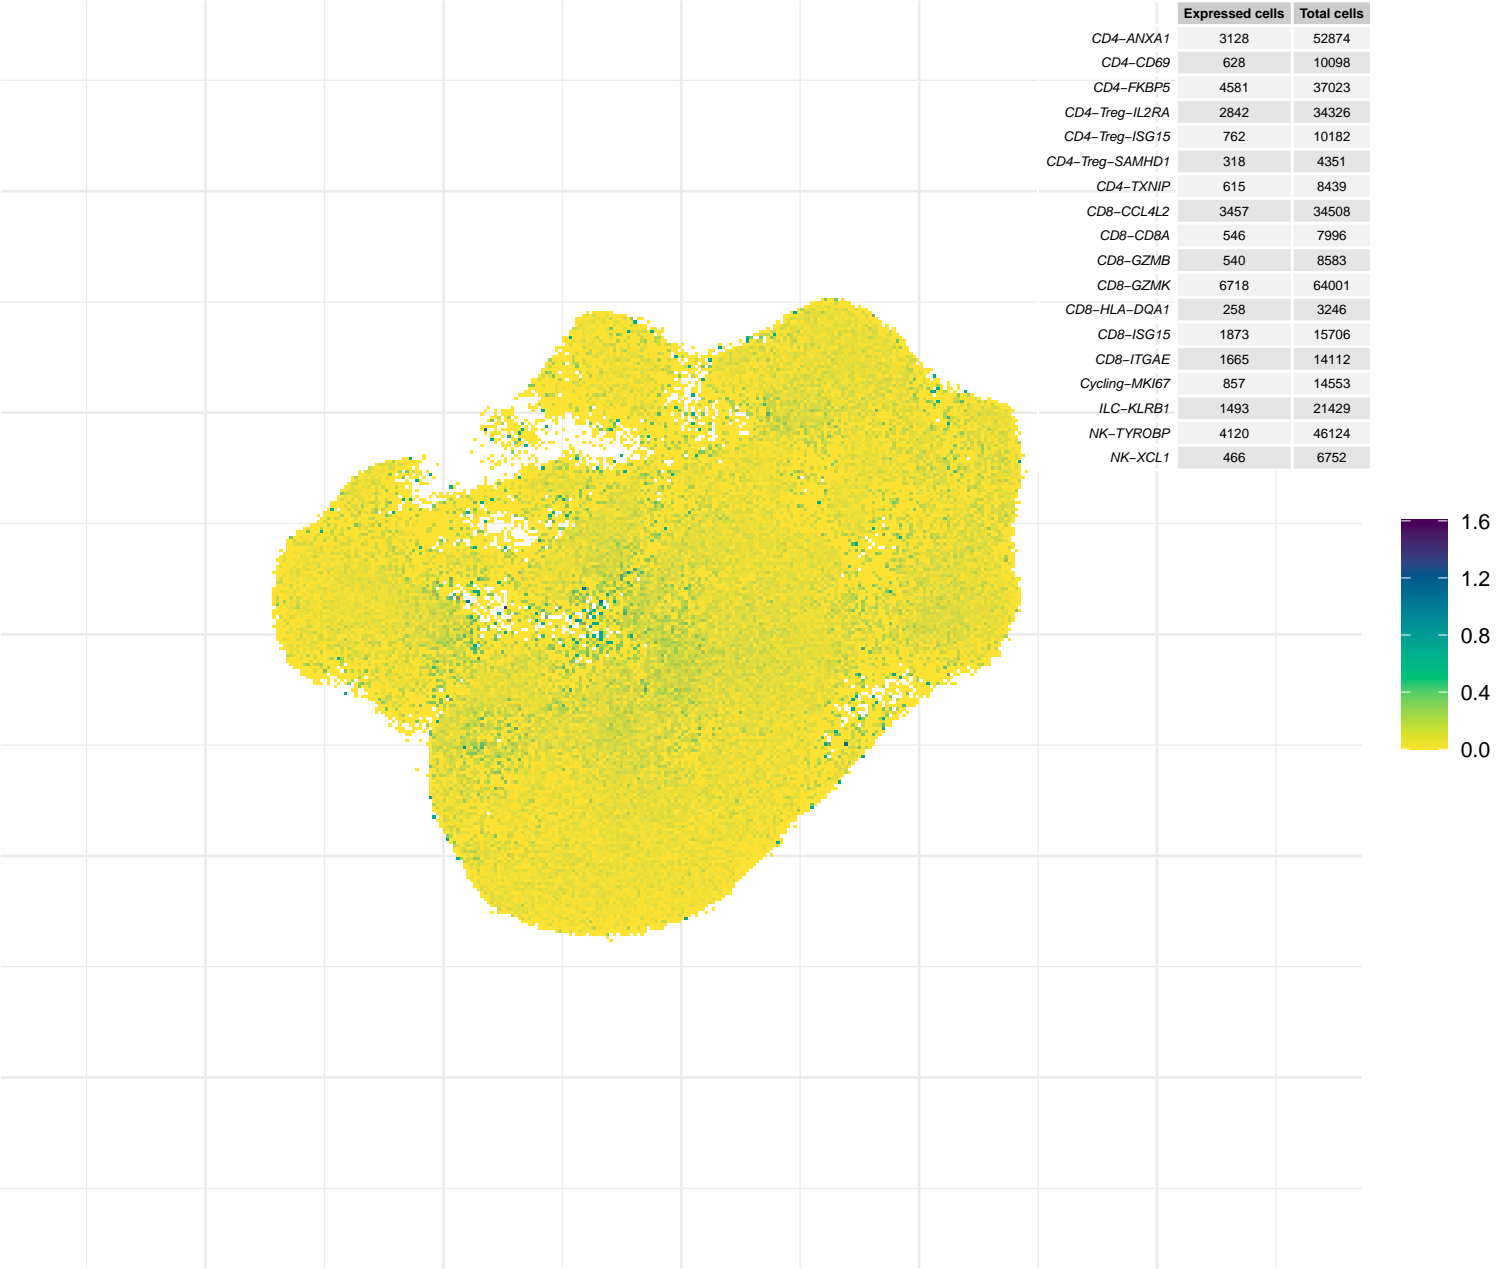 Expressed cells Total cells
CD4−ANXA1 3128 52874
CD4−CD69 628 10098
CD4−FKBP5 4581 37023
CD4−Treg−IL2RA 2842 34326
CD4−Treg−ISG15 762 10182
CD4−Treg−SAMHD1 318 4351
CD4−TXNIP 615 8439
CD8−CCL4L2 3457 34508
CD8−CD8A 546 7996
CD8−GZMB 540 8583
CD8−GZMK 6718 64001
CD8−HLA−DQA1 258 3246
CD8−ISG15 1873 15706
CD8−ITGAE 1665 14112
Cycling−MKI67 857 14553
ILC−KLRB1 1493 21429
NK−TYROBP 4120 46124
NK−XCL1 466 6752
1.6
1.2
0.8
0.4
0.0